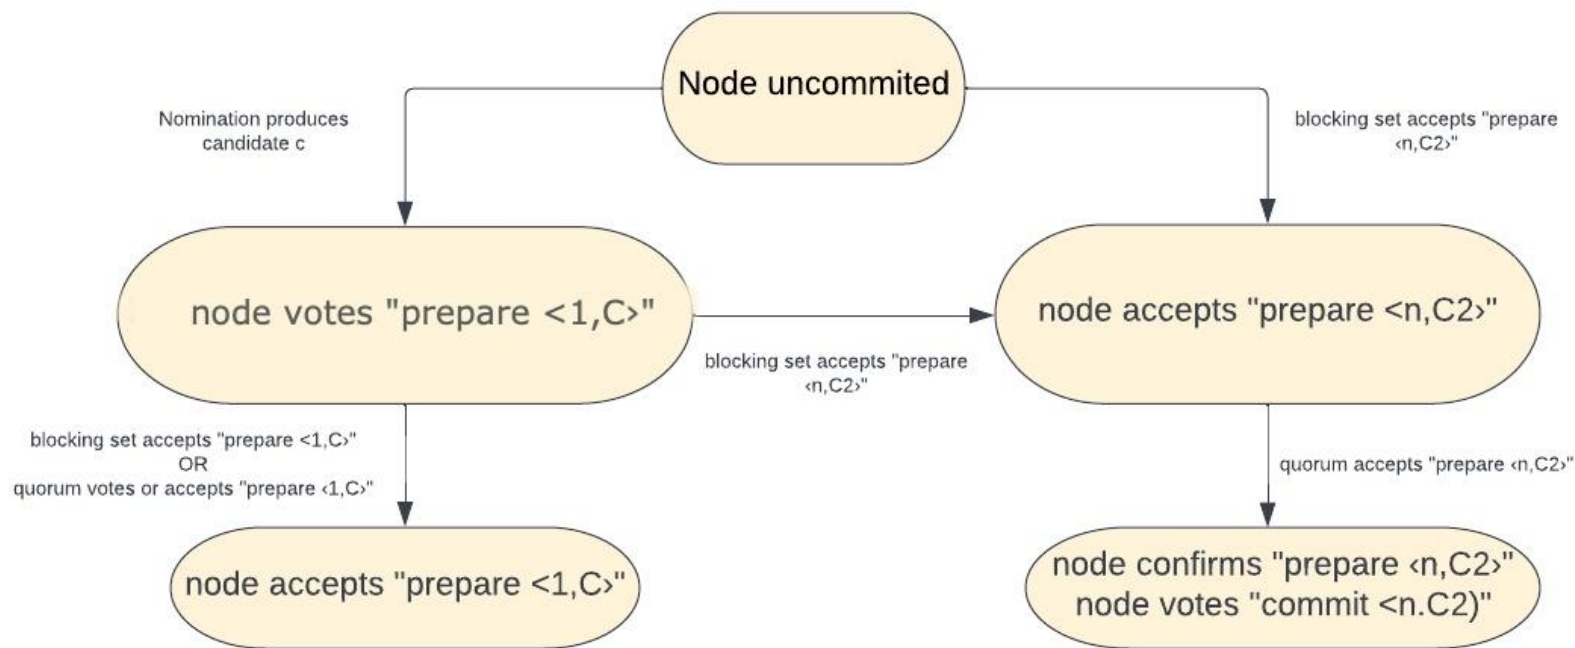 Node uncommited
Nomination produces
candidate c
blocking set accepts "prepare
‹n,C2›"
node votes "prepare <1,C›"
node accepts "prepare <n,C2›"
blocking set accepts "prepare
‹n,C2›"
blocking set accepts "prepare <1,C›"
OR
quorum votes or accepts "prepare ‹1,C›"
quorum accepts "prepare ‹n,C2›"
node accepts "prepare <1,C›"
node confirms "prepare ‹n,C2›"
node votes "commit <n.C2)"